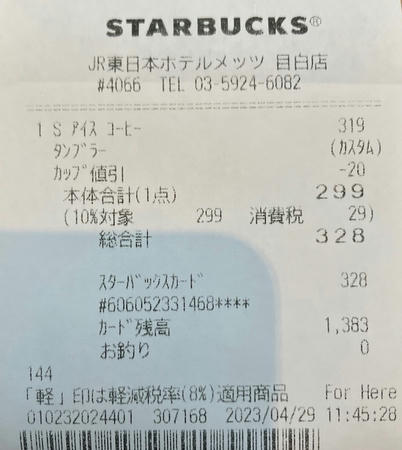 STARBUCKS®
JR東日本ホテルメッツ 目白店
#4066 TEL 03-5924-6082
1 S ｱｲｽ ｺｰﾋｰ 319
ﾀﾝﾌﾞﾗｰ (ｶｽﾀﾑ)
ｶｯﾌﾟ値引 -20
本体合計(1点) 299
(10%対象 299 消費税 29)
総合計 328
ｽﾀｰﾊﾞｯｸｽｶｰﾄﾞ 328
#606052331468****
ｶｰﾄﾞ残高 1,383
お釣り 0
144
「軽」印は軽減税率(8%)適用商品 For Here
010232024401 307168 2023/04/29 11:45:28